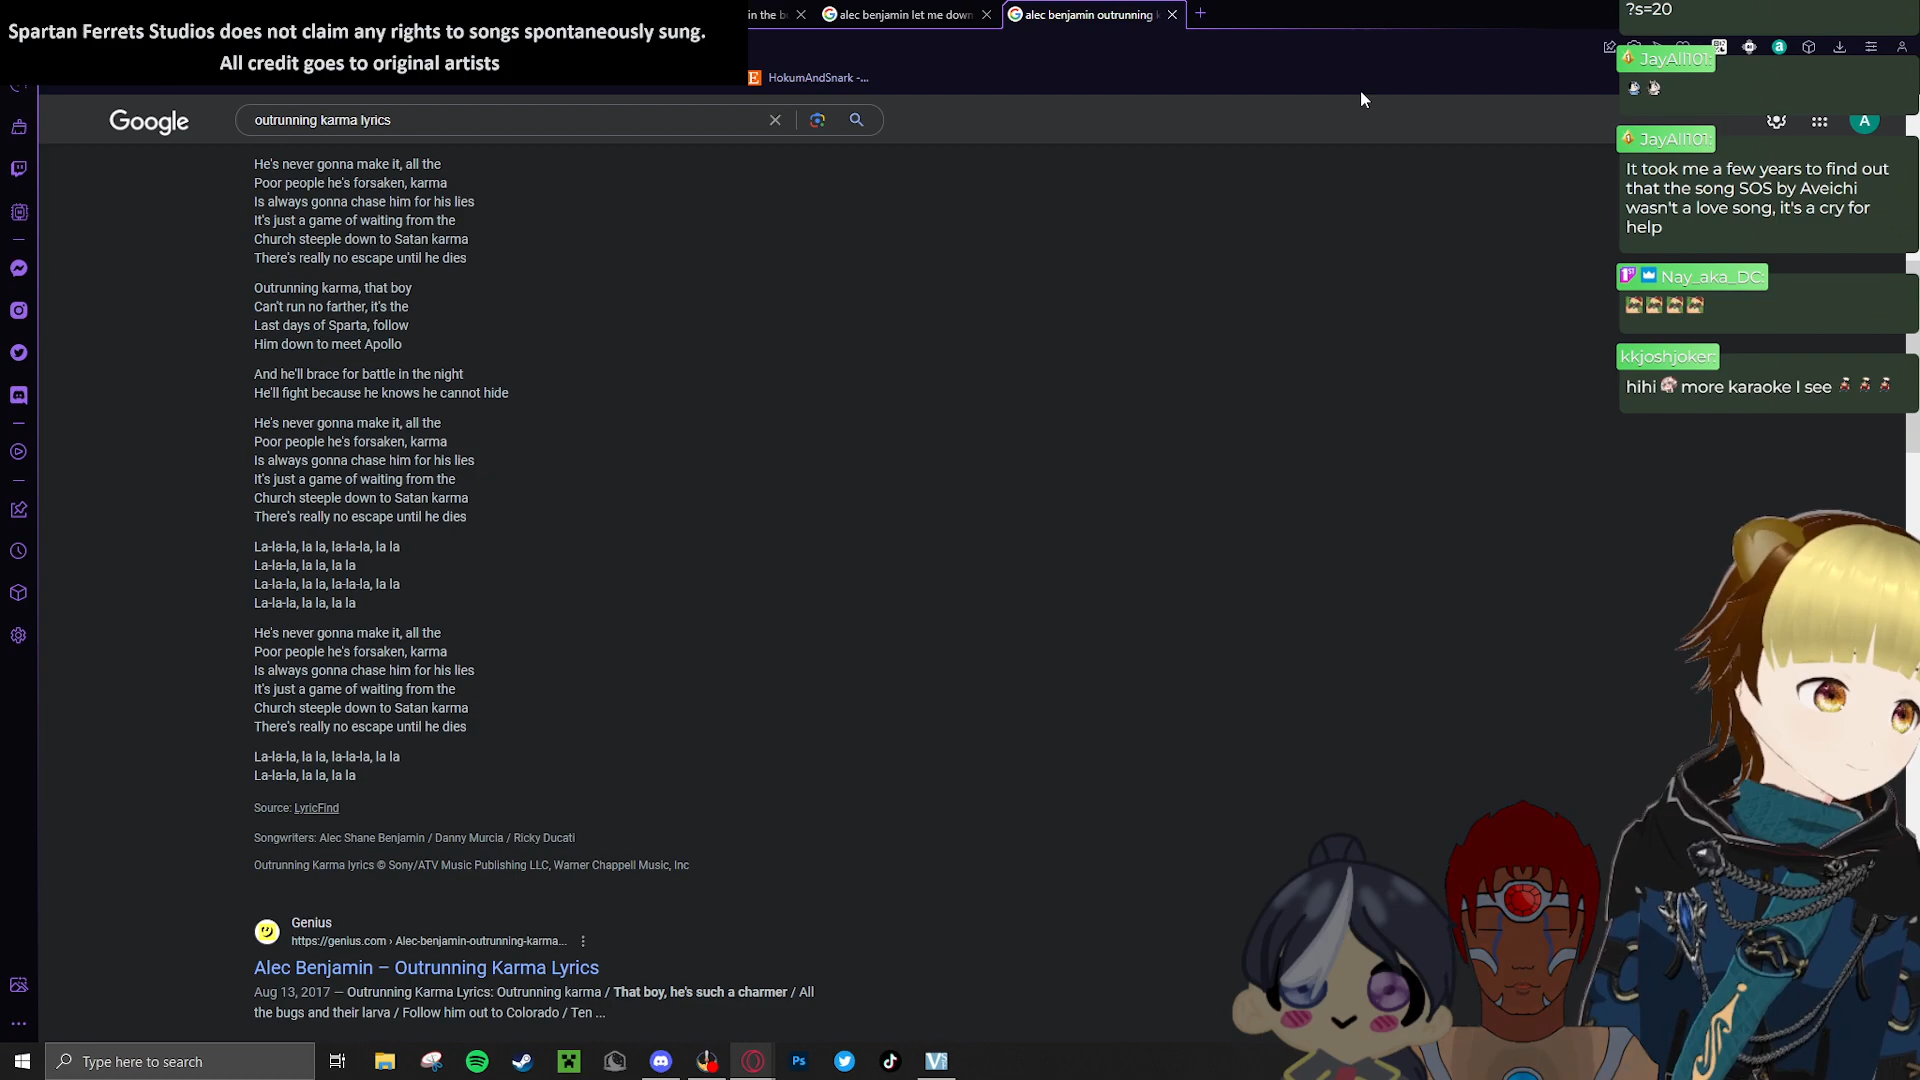 Spartan Ferrets Studios does not claim any rights to songs spontaneously sung.
All credit goes to original artists
in the b
alec benjamin let me down
alec benjamin outrunning
HokumAndSnark -...
Google
outrunning karma lyrics
A
He's never gonna make it, all the
Poor people he's forsaken, karma
Is always gonna chase him for his lies
It's just a game of waiting from the
Church steeple down to Satan karma
There's really no escape until he dies
Outrunning karma, that boy
Can't run no farther, it's the
Last days of Sparta, follow
Him down to meet Apollo
And he'll brace for battle in the night
He'll fight because he knows he cannot hide
He's never gonna make it, all the
Poor people he's forsaken, karma
Is always gonna chase him for his lies
It's just a game of waiting from the
Church steeple down to Satan karma
There's really no escape until he dies
La-la-la, la la, la-la-la, la la
La-la-la, la la, la la
La-la-la, la la, la-la-la, la la
La-la-la, la la, la la
He's never gonna make it, all the
Poor people he's forsaken, karma
Is always gonna chase him for his lies
It's just a game of waiting from the
Church steeple down to Satan karma
There's really no escape until he dies
La-la-la, la la, la-la-la, la la
La-la-la, la la, la la
Source: LyricFind
Songwriters: Alec Shane Benjamin / Danny Murcia / Ricky Ducati
Outrunning Karma lyrics © Sony/ATV Music Publishing LLC, Warner Chappell Music, Inc
Genius
https://genius.com › Alec-benjamin-outrunning-karma...
Alec Benjamin – Outrunning Karma Lyrics
Aug 13, 2017 — Outrunning Karma Lyrics: Outrunning karma / That boy, he's such a charmer / All
the bugs and their larva / Follow him out to Colorado / Ten ...
?s=20
JayAll101:
JayAll101:
It took me a few years to find out
that the song SOS by Aveichi
wasn't a love song, it's a cry for
help
Nay_aka_DC:
kkjoshjoker:
hihi more karaoke I see
Type here to search
Ps